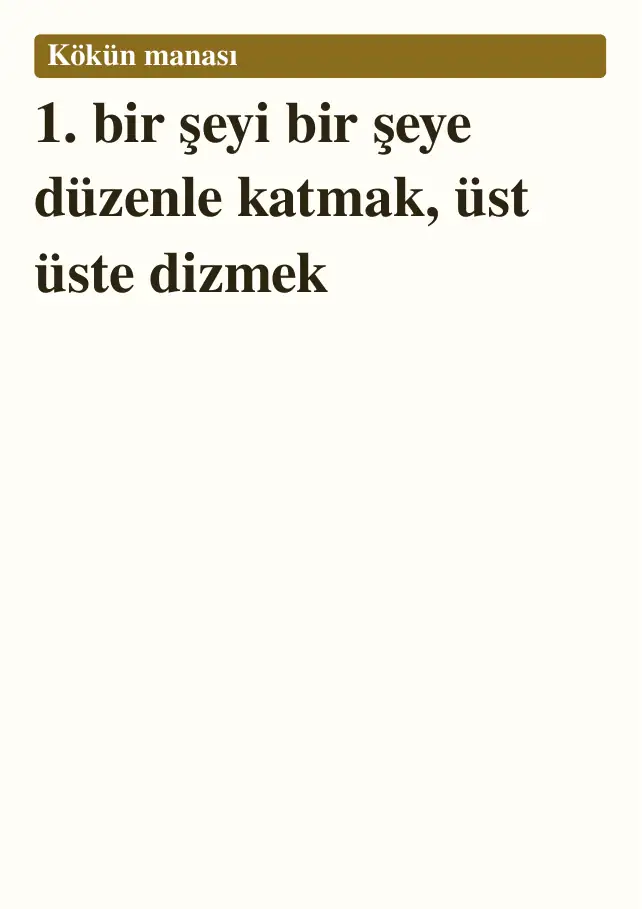 Kökün manası
1. bir şeyi bir şeye
düzenle katmak, üst
üste dizmek